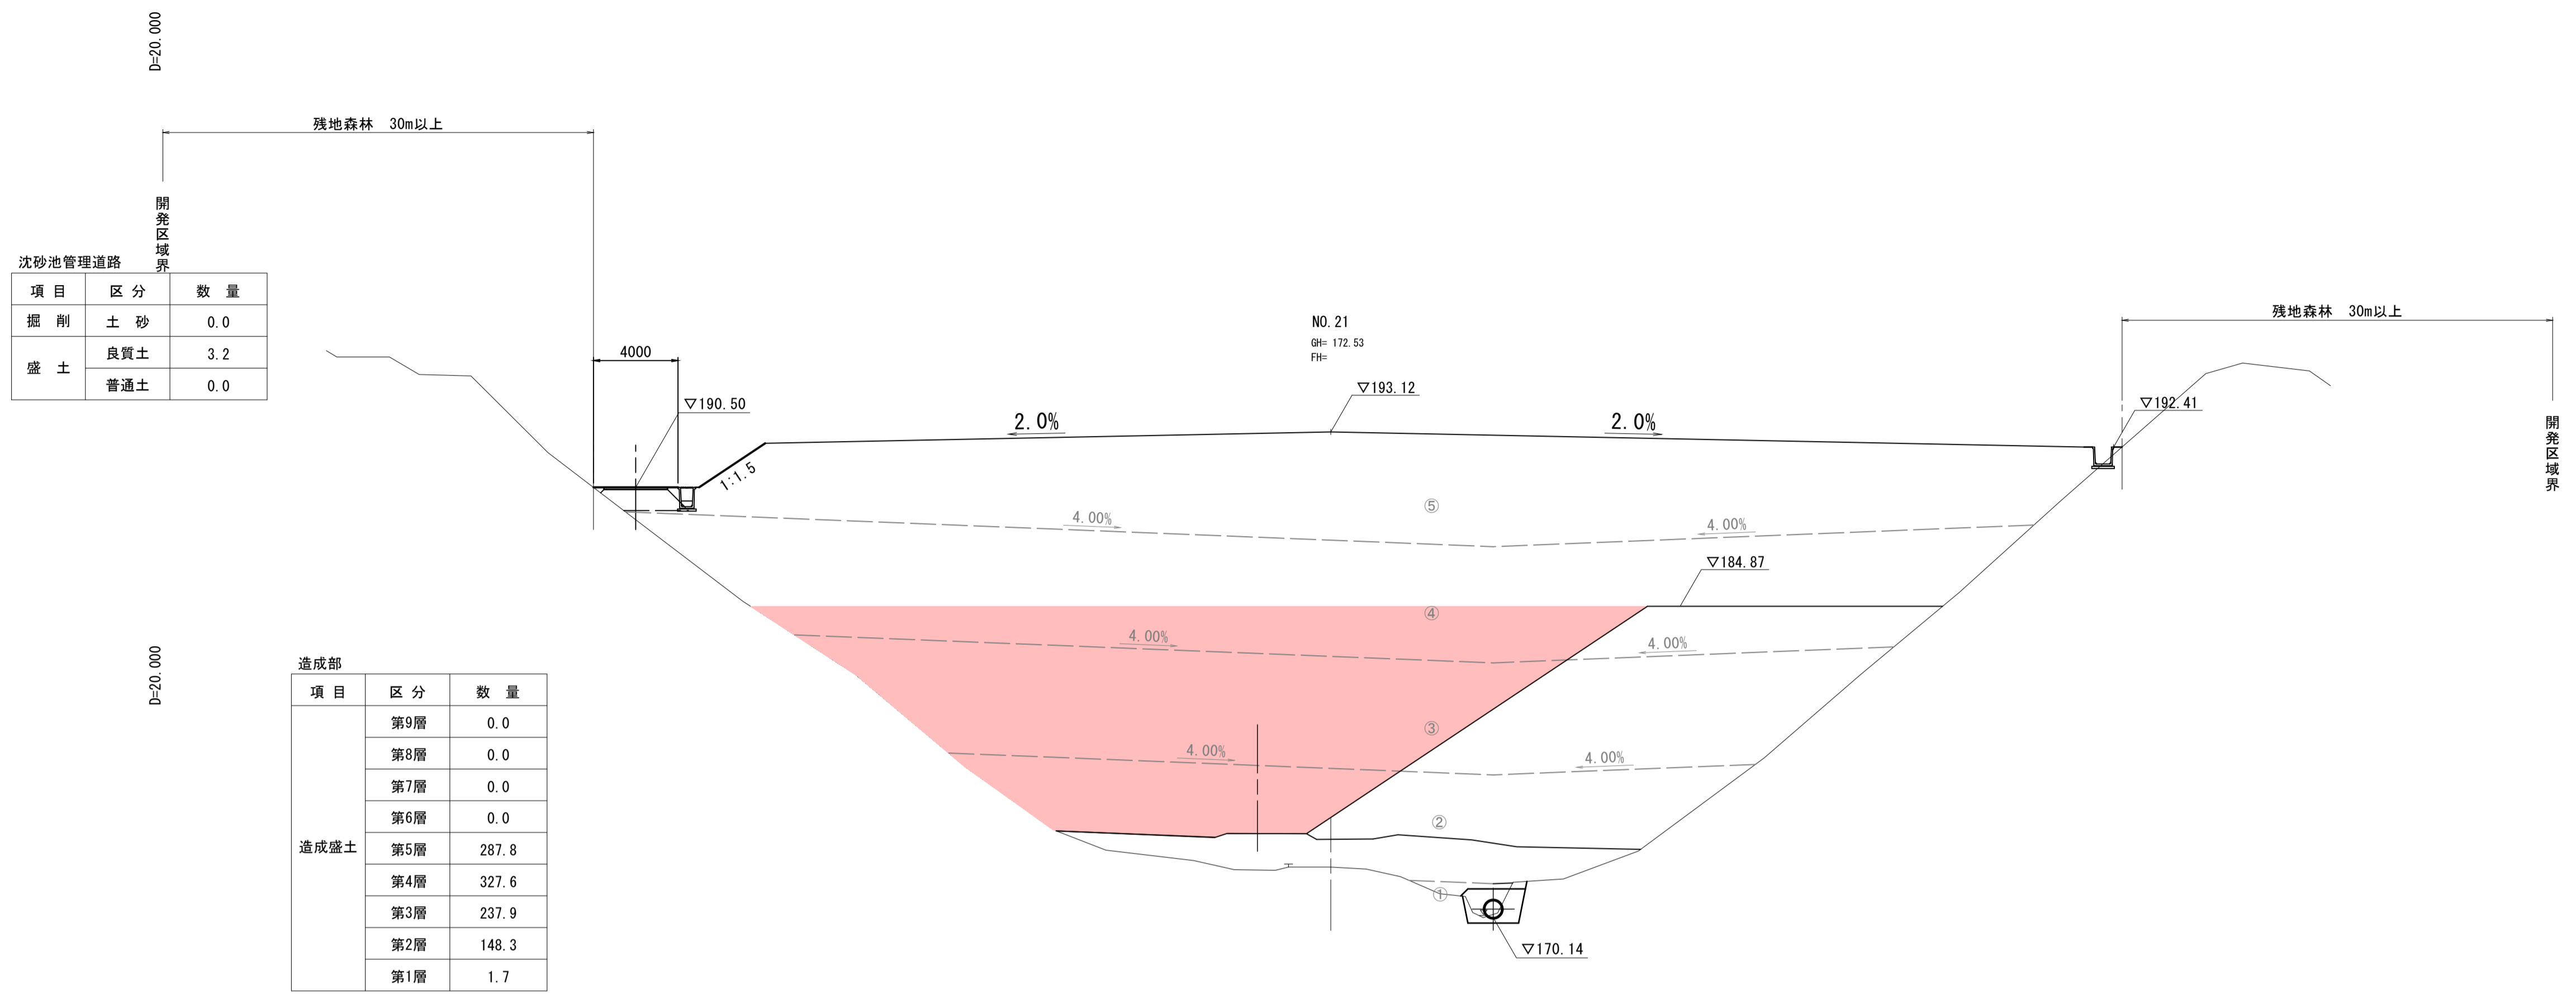 D=20.000
残地森林　30m以上
開発区域界
沈砂池管理道路
項 目 区 分 数　量
掘　削 土　砂 0.0
盛　土 良質土 3.2
普通土 0.0
4000
▽190.50
1:1.5
2.0%
NO.21
GH= 172.53
FH=
▽193.12
2.0%
残地森林　30m以上
▽192.41
開発区域界
⑤
4.00%
4.00%
▽184.87
④
4.00%
4.00%
③
4.00%
4.00%
②
①
▽170.14
D=20.000
造成部
項 目 区 分 数　量
造成盛土 第9層 0.0
第8層 0.0
第7層 0.0
第6層 0.0
第5層 287.8
第4層 327.6
第3層 237.9
第2層 148.3
第1層 1.7